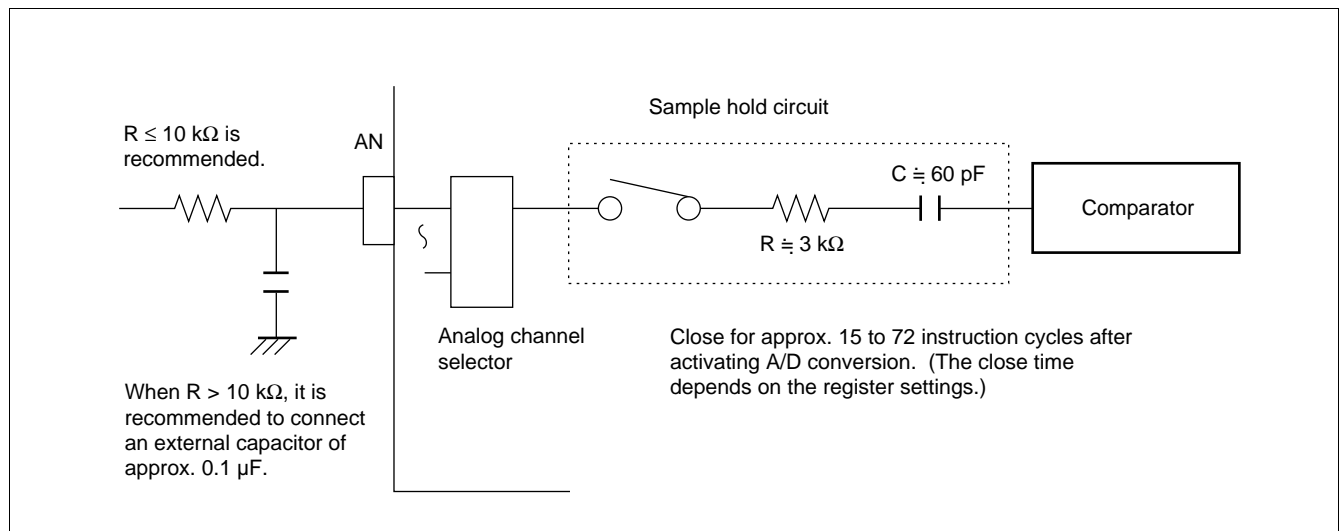 Sample hold circuit
R ≤ 10 kΩ is
recommended.
AN
C ≒ 60 pF
Comparator
R ≒ 3 kΩ
Analog channel
selector
Close for approx. 15 to 72 instruction cycles after
activating A/D conversion. (The close time
depends on the register settings.)
When R > 10 kΩ, it is
recommended to connect
an external capacitor of
approx. 0.1 µF.